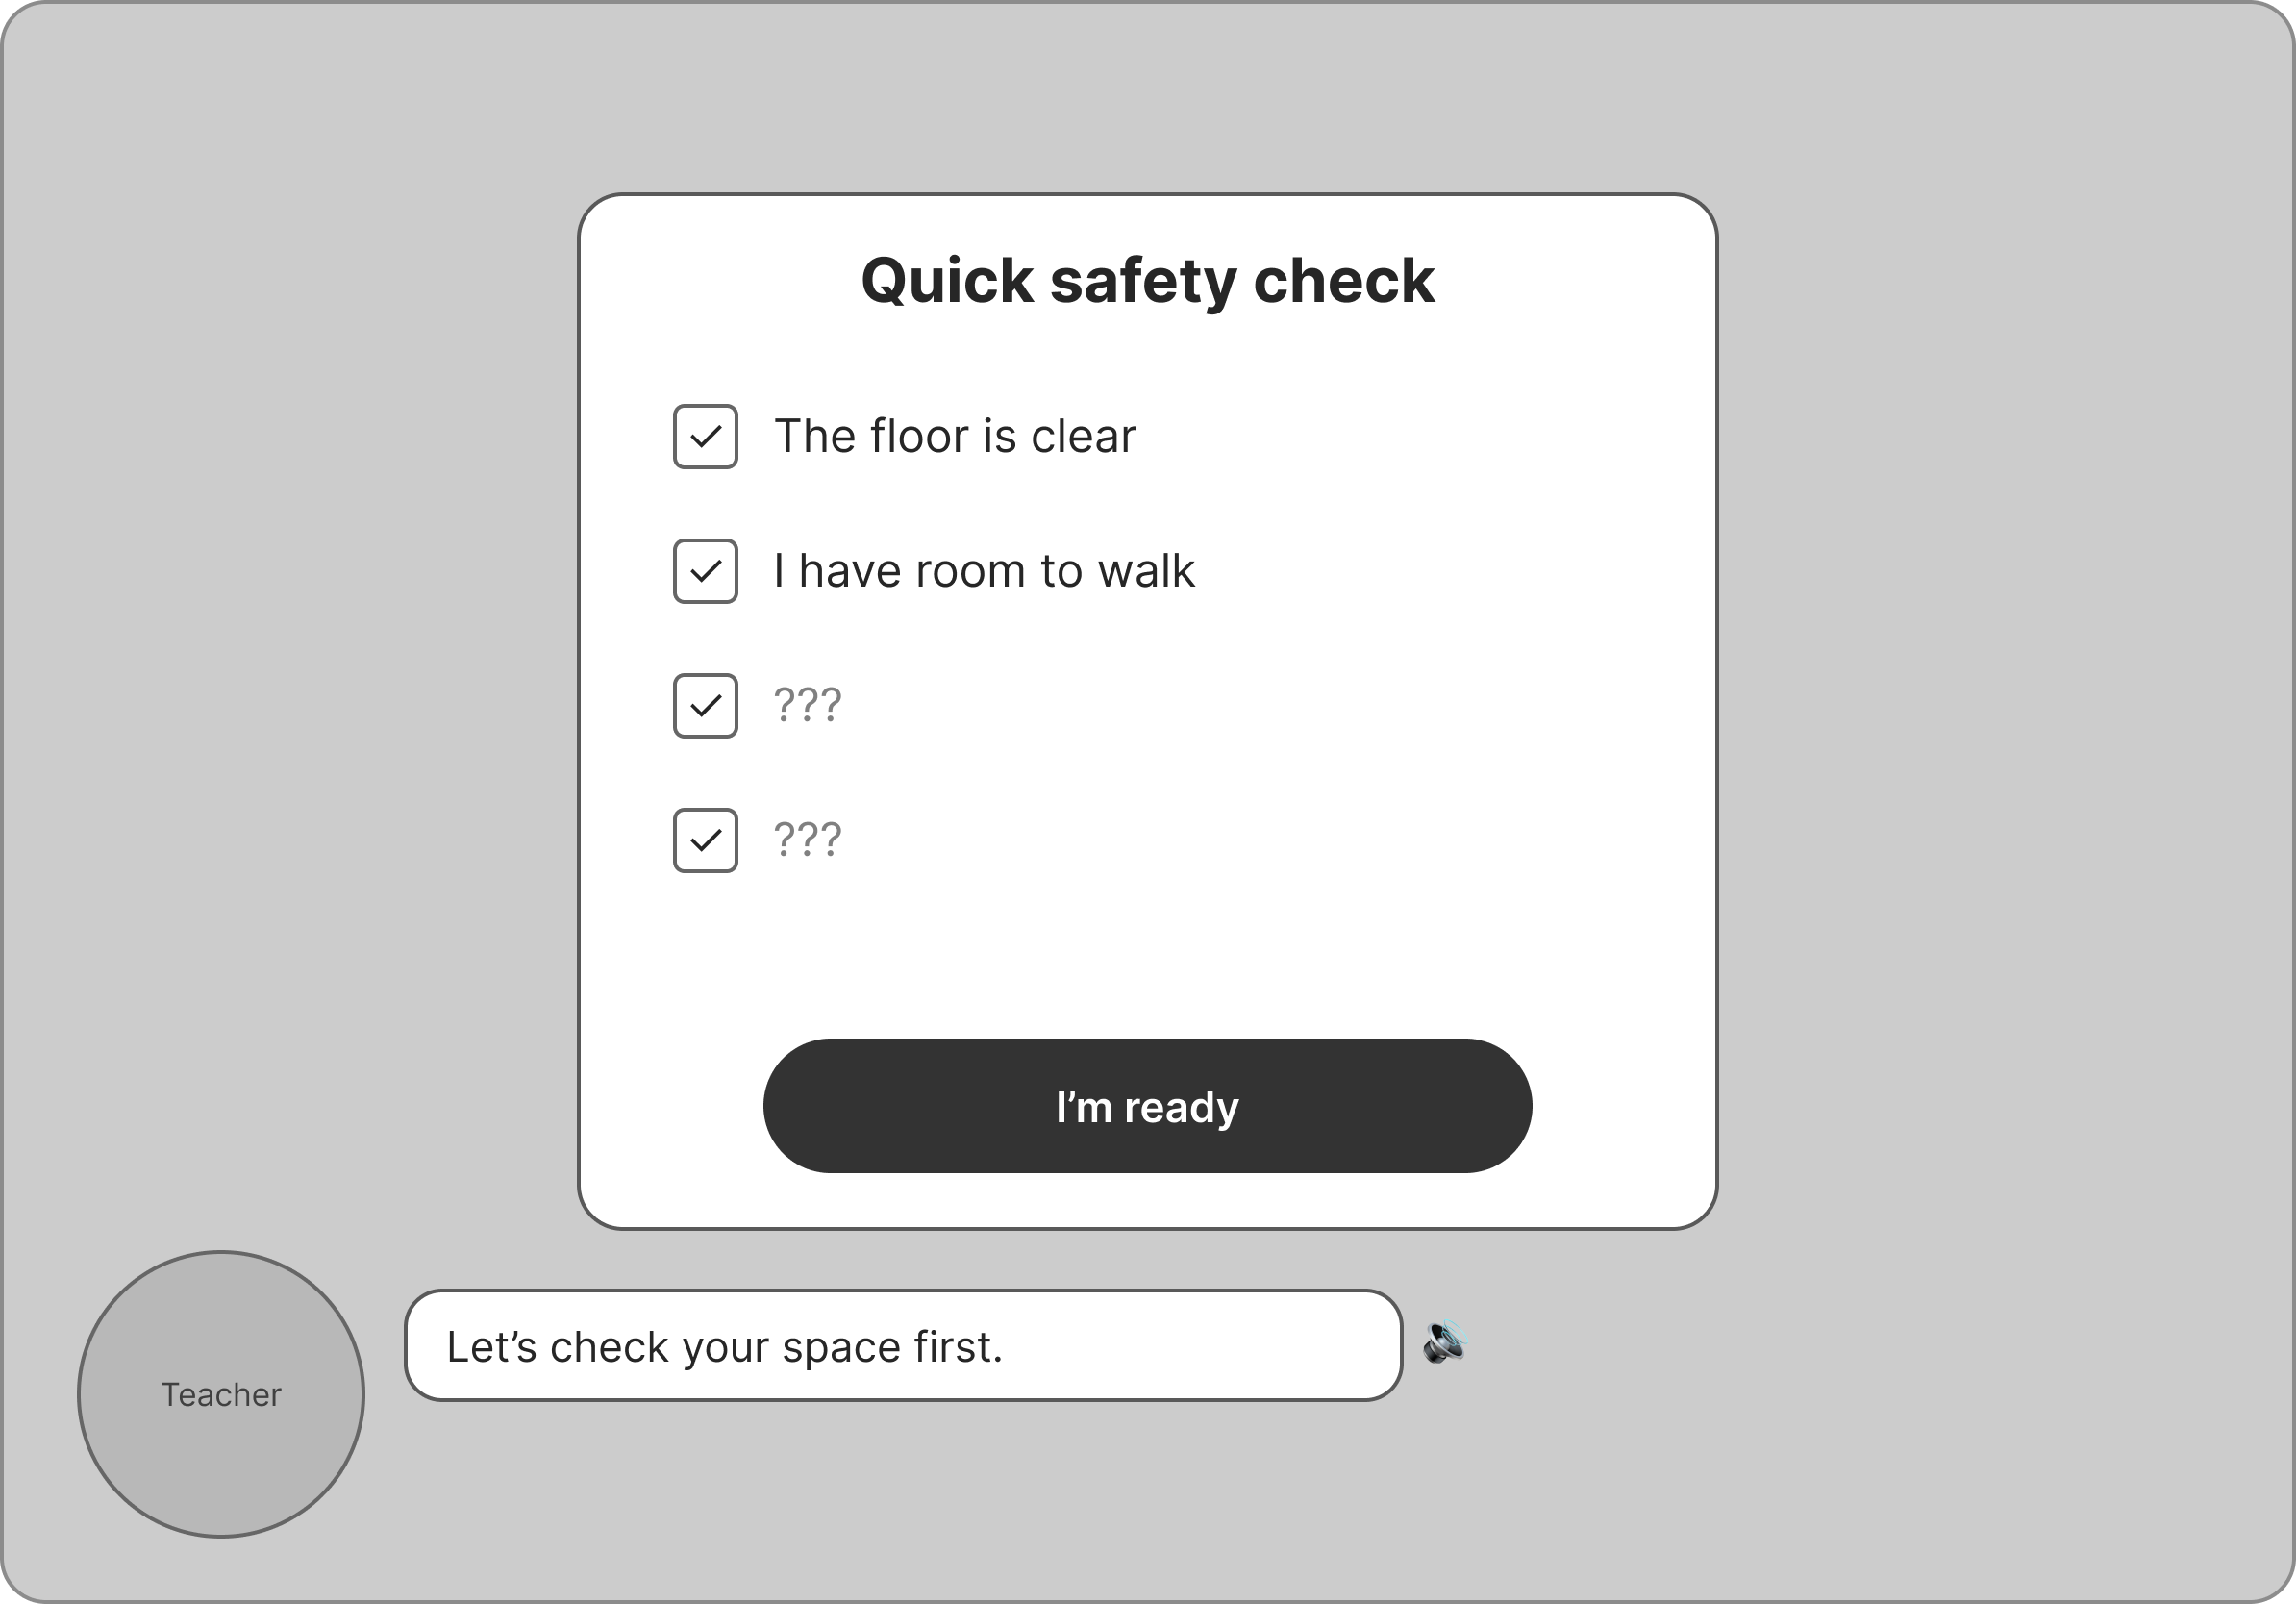 Quick safety check
The floor is clear
I have room to walk
???
???
I’m ready
Let’s check your space first.
Teacher